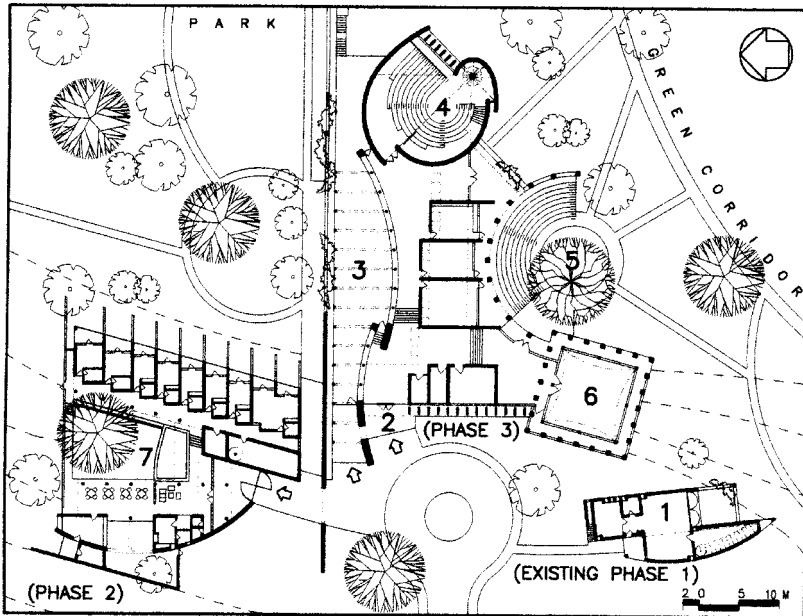 PARK
GREEN CORRIDOR
4
5
3
6
2
(PHASE 3)
7
1
(EXISTING PHASE 1)
(PHASE 2)
2 0 5 10 M